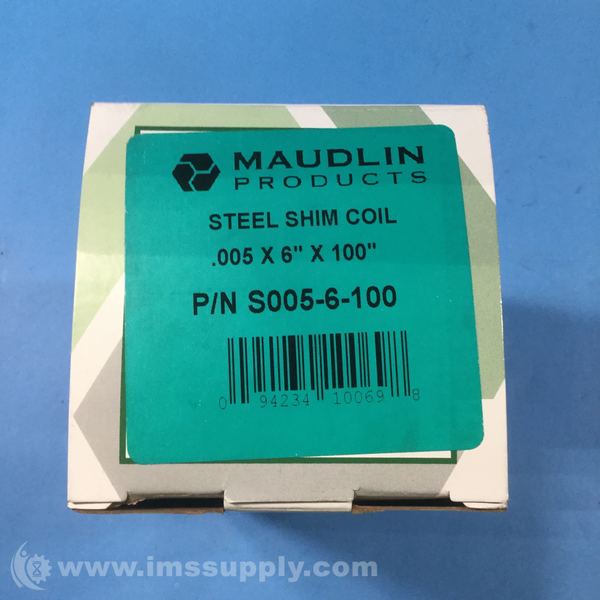 MAUDLIN
PRODUCTS
STEEL SHIM COIL
.005 X 6" X 100"
P/N S005-6-100
0 94234 10069 8
www.imssupply.com